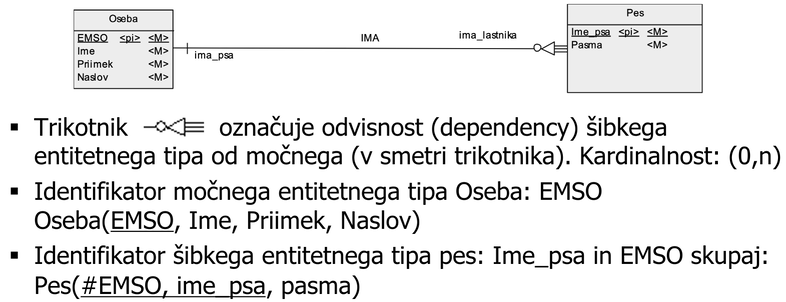 Oseba
EMSO <pi> <M>
Ime <M>
Priimek <M>
Naslov <M>
ima_psa
IMA
ima_lastnika
Pes
Ime_psa <pi> <M>
Pasma <M>
▪ Trikotnik označuje odvisnost (dependency) šibkega
entitetnega tipa od močnega (v smetri trikotnika). Kardinalnost: (0,n)
▪ Identifikator močnega entitetnega tipa Oseba: EMSO
Oseba(EMSO, Ime, Priimek, Naslov)
▪ Identifikator šibkega entitetnega tipa pes: Ime_psa in EMSO skupaj:
Pes(#EMSO, ime_psa, pasma)